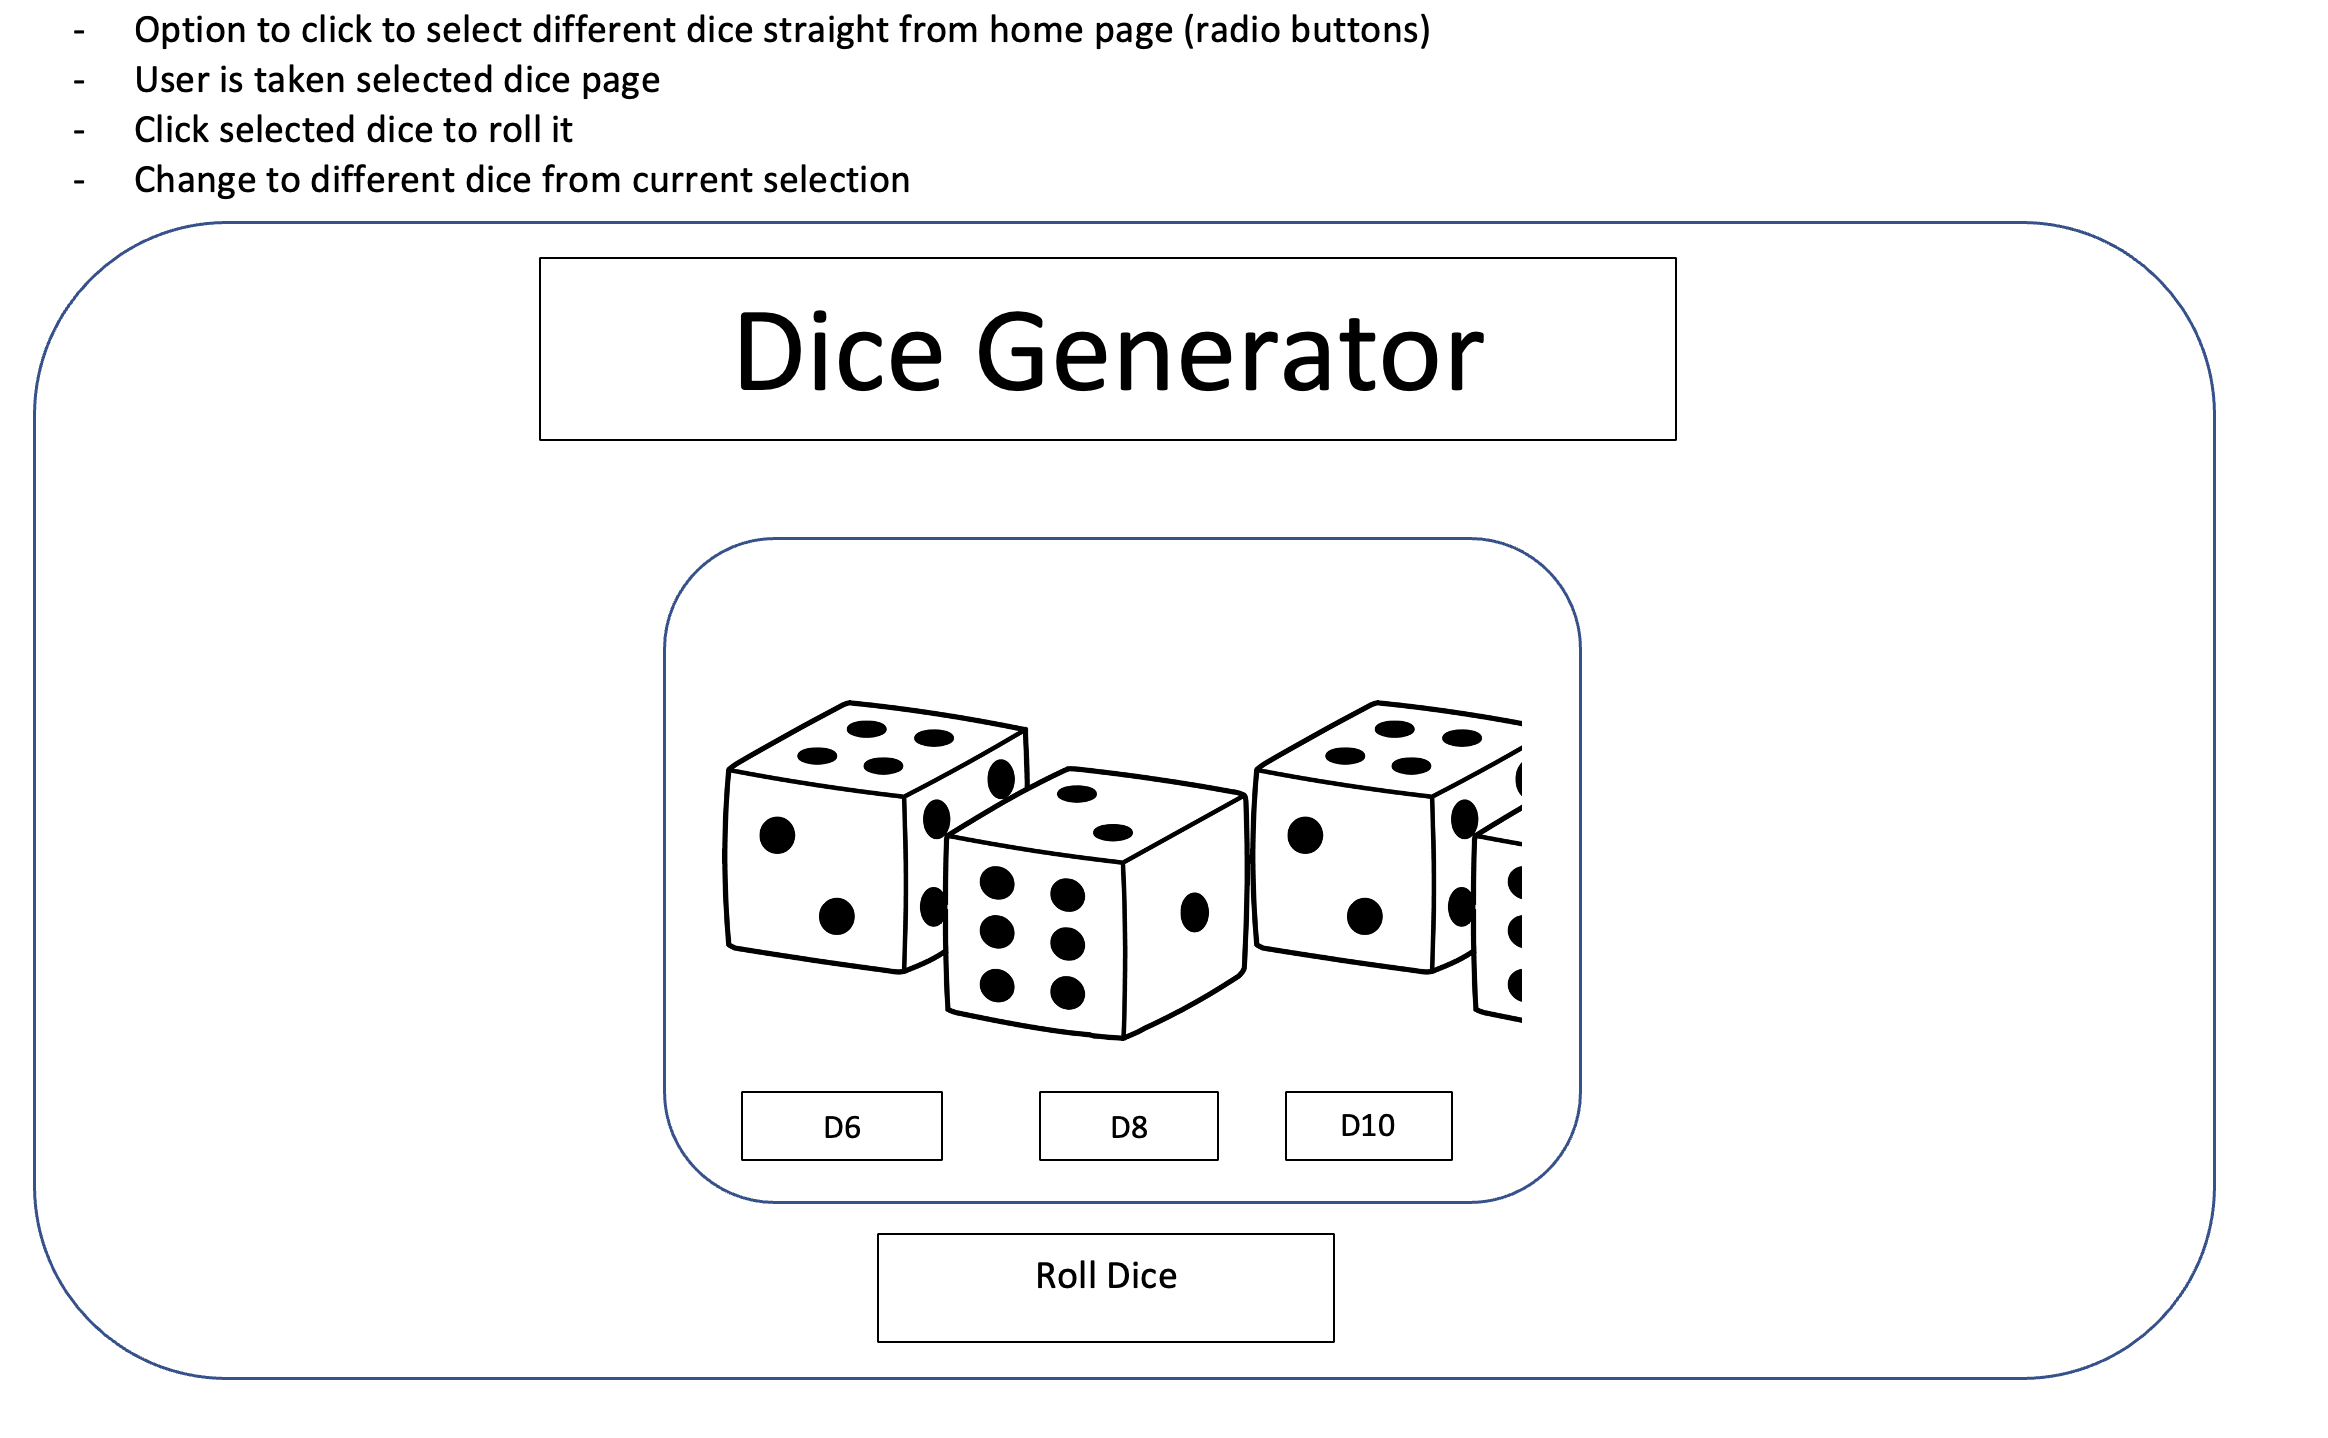 - Option to click to select different dice straight from home page (radio buttons)
- User is taken selected dice page
- Click selected dice to roll it
- Change to different dice from current selection
Dice Generator
D6 D8 D10
Roll Dice